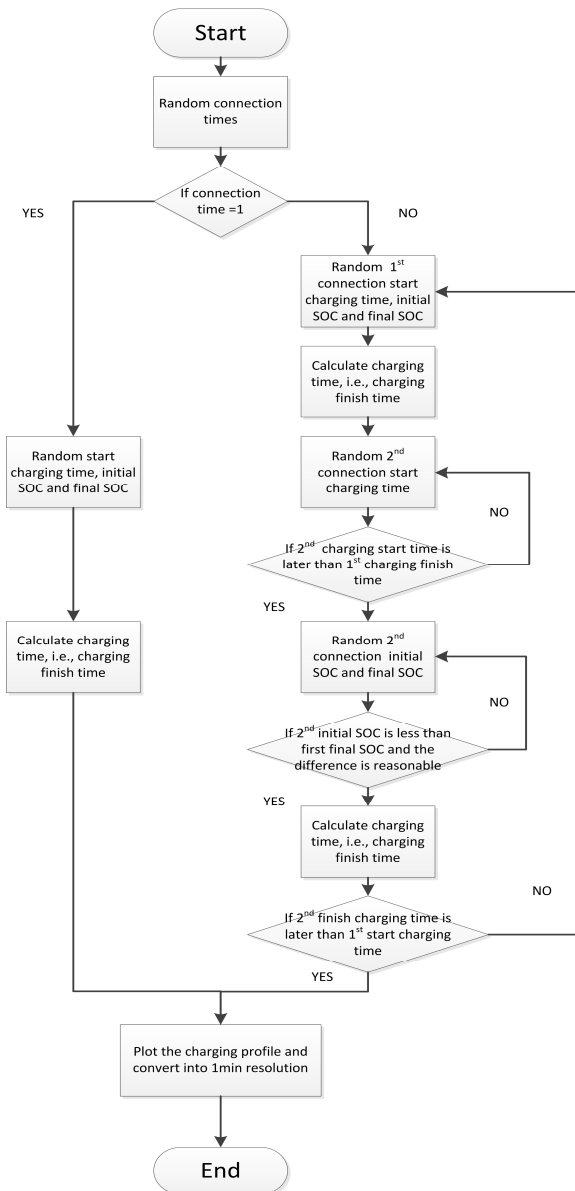 Start
Random connection
times
If connection
time =1
YES
NO
Random 1st
connection start
charging time, initial
SOC and final SOC
Calculate charging
time, i.e., charging
finish time
Random start
charging time, initial
SOC and final SOC
Random 2nd
connection start
charging time
NO
If 2nd charging start time is
later than 1st charging finish
time
YES
Calculate charging
time, i.e., charging
finish time
Random 2nd
connection initial
SOC and final SOC
NO
If 2nd initial SOC is less than
first final SOC and the
difference is reasonable
YES
Calculate charging
time, i.e., charging
finish time
NO
If 2nd finish charging time is
later than 1st start charging
time
YES
Plot the charging profile and
convert into 1min resolution
End